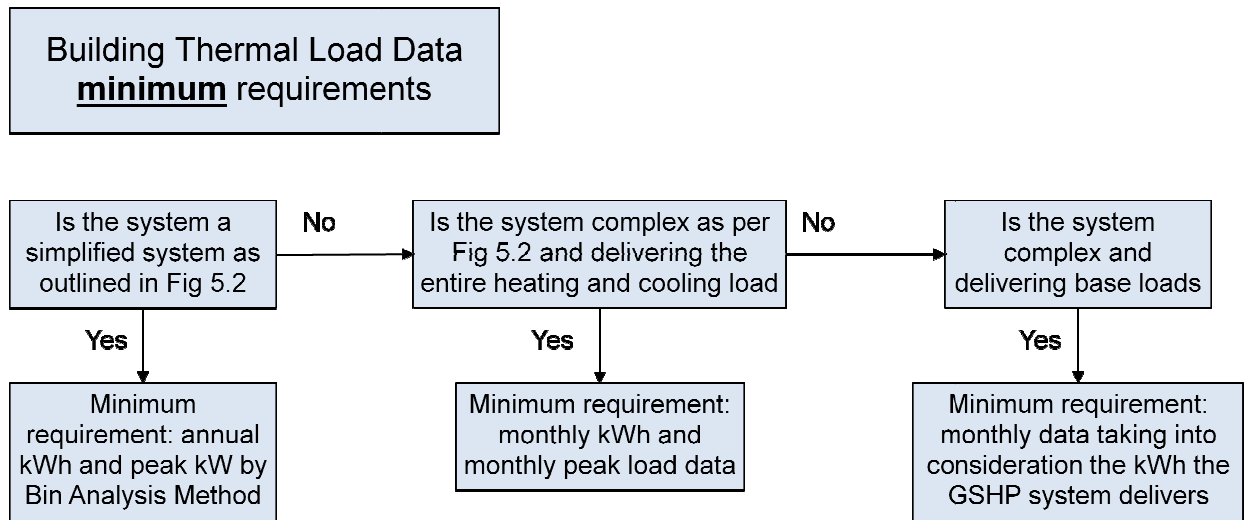 Building Thermal Load Data
minimum requirements
Is the system a
simplified system as
outlined in Fig 5.2
No
Is the system complex as per
Fig 5.2 and delivering the
entire heating and cooling load
No
Is the system
complex and
delivering base loads
Yes
Yes
Yes
Minimum
requirement: annual
kWh and peak kW by
Bin Analysis Method
Minimum requirement:
monthly kWh and
monthly peak load data
Minimum requirement:
monthly data taking into
consideration the kWh the
GSHP system delivers